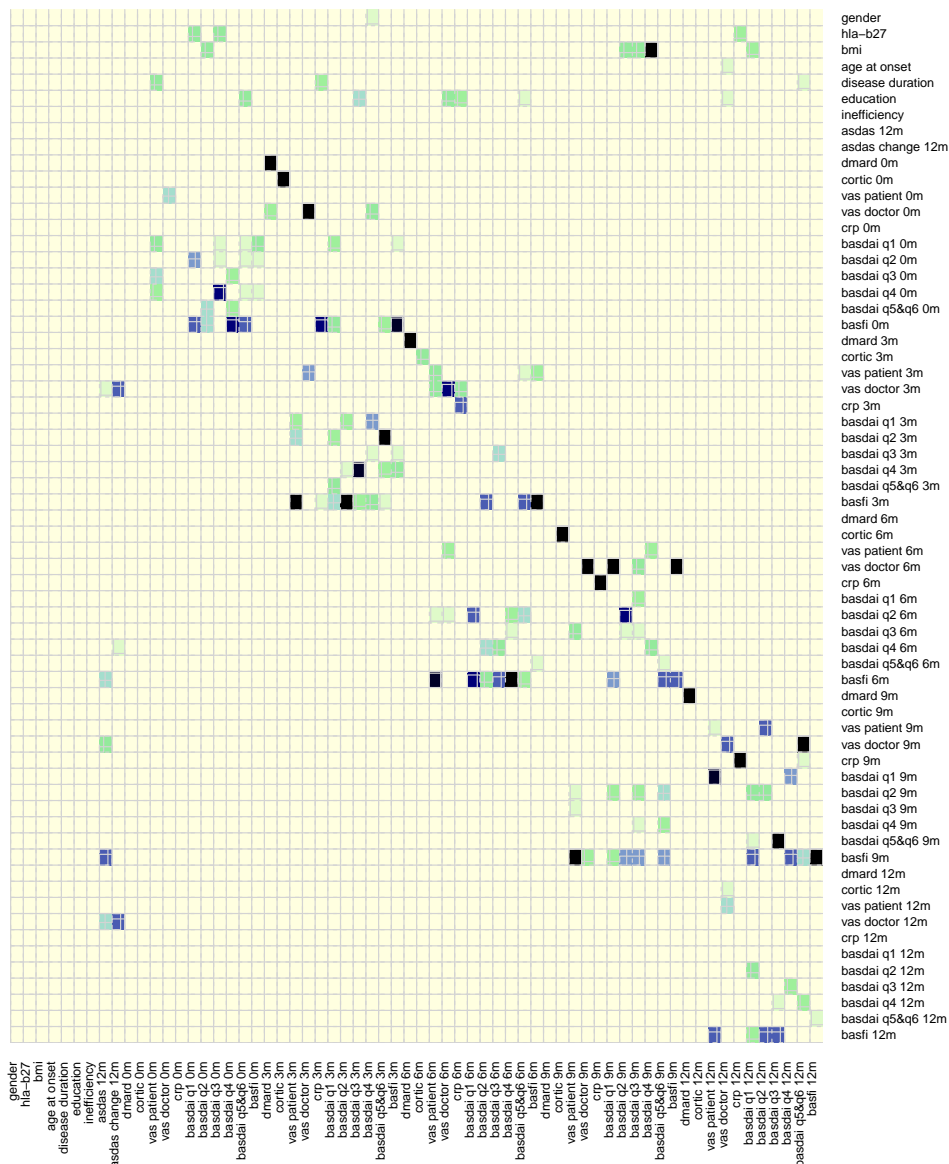 gender
hla−b27
bmi
age at onset
disease duration
education
inefficiency
asdas 12m
asdas change 12m
dmard 0m
cortic 0m
vas patient 0m
vas doctor 0m
crp 0m
basdai q1 0m
basdai q2 0m
basdai q3 0m
basdai q4 0m
basdai q5&q6 0m
basfi 0m
dmard 3m
cortic 3m
vas patient 3m
vas doctor 3m
crp 3m
basdai q1 3m
basdai q2 3m
basdai q3 3m
basdai q4 3m
basdai q5&q6 3m
basfi 3m
dmard 6m
cortic 6m
vas patient 6m
vas doctor 6m
crp 6m
basdai q1 6m
basdai q2 6m
basdai q3 6m
basdai q4 6m
basdai q5&q6 6m
basfi 6m
dmard 9m
cortic 9m
vas patient 9m
vas doctor 9m
crp 9m
basdai q1 9m
basdai q2 9m
basdai q3 9m
basdai q4 9m
basdai q5&q6 9m
basfi 9m
dmard 12m
cortic 12m
vas patient 12m
vas doctor 12m
crp 12m
basdai q1 12m
basdai q2 12m
basdai q3 12m
basdai q4 12m
basdai q5&q6 12m
basfi 12m
gender
hla−b27
bmi
age at onset
disease duration
education
inefficiency
asdas 12m
asdas change 12m
dmard 0m
cortic 0m
vas patient 0m
vas doctor 0m
crp 0m
basdai q1 0m
basdai q2 0m
basdai q3 0m
basdai q4 0m
basdai q5&q6 0m
basfi 0m
dmard 3m
cortic 3m
vas patient 3m
vas doctor 3m
crp 3m
basdai q1 3m
basdai q2 3m
basdai q3 3m
basdai q4 3m
basdai q5&q6 3m
basfi 3m
dmard 6m
cortic 6m
vas patient 6m
vas doctor 6m
crp 6m
basdai q1 6m
basdai q2 6m
basdai q3 6m
basdai q4 6m
basdai q5&q6 6m
basfi 6m
dmard 9m
cortic 9m
vas patient 9m
vas doctor 9m
crp 9m
basdai q1 9m
basdai q2 9m
basdai q3 9m
basdai q4 9m
basdai q5&q6 9m
basfi 9m
dmard 12m
cortic 12m
vas patient 12m
vas doctor 12m
crp 12m
basdai q1 12m
basdai q2 12m
basdai q3 12m
basdai q4 12m
basdai q5&q6 12m
basfi 12m